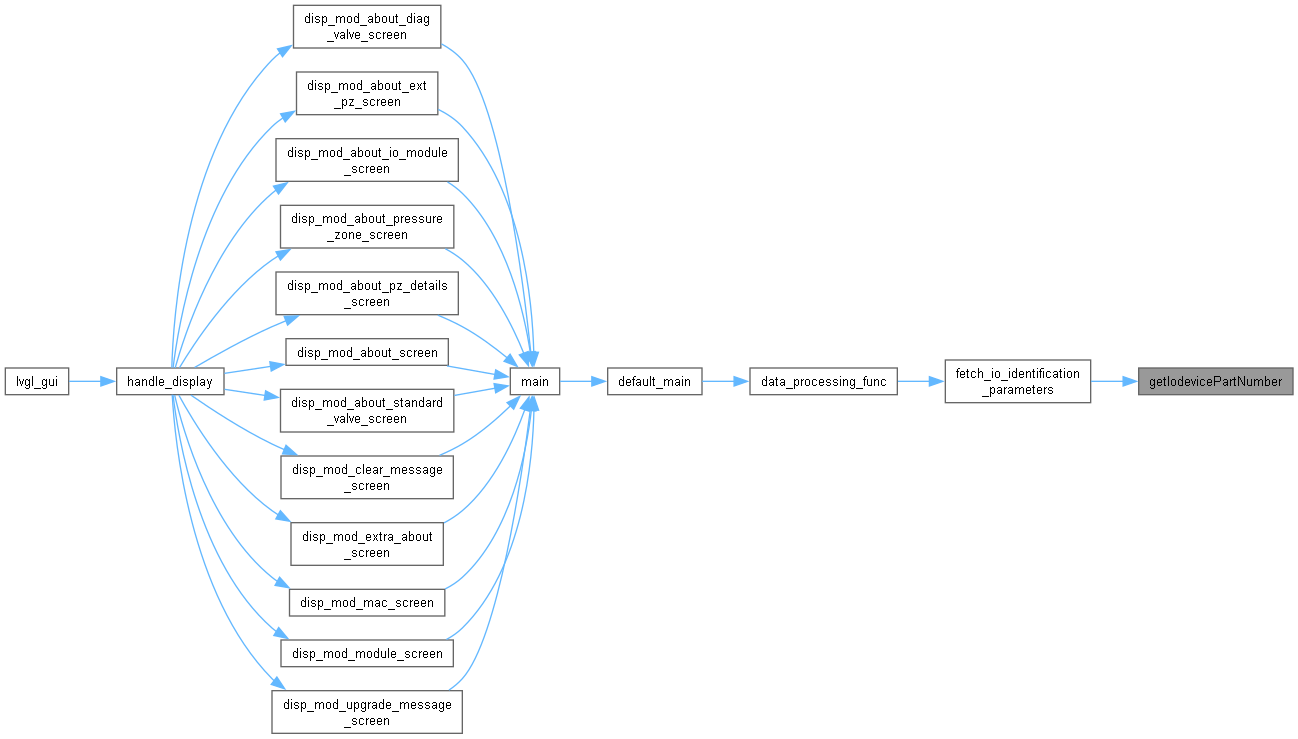 disp_mod_about_diag
_valve_screen
disp_mod_about_ext
_pz_screen
disp_mod_about_io_module
_screen
disp_mod_about_pressure
_zone_screen
disp_mod_about_pz_details
_screen
disp_mod_about_screen
lvgl_gui
handle_display
main
default_main
data_processing_func
fetch_io_identification
_parameters
getIodevicePartNumber
disp_mod_about_standard
_valve_screen
disp_mod_clear_message
_screen
disp_mod_extra_about
_screen
disp_mod_mac_screen
disp_mod_module_screen
disp_mod_upgrade_message
_screen